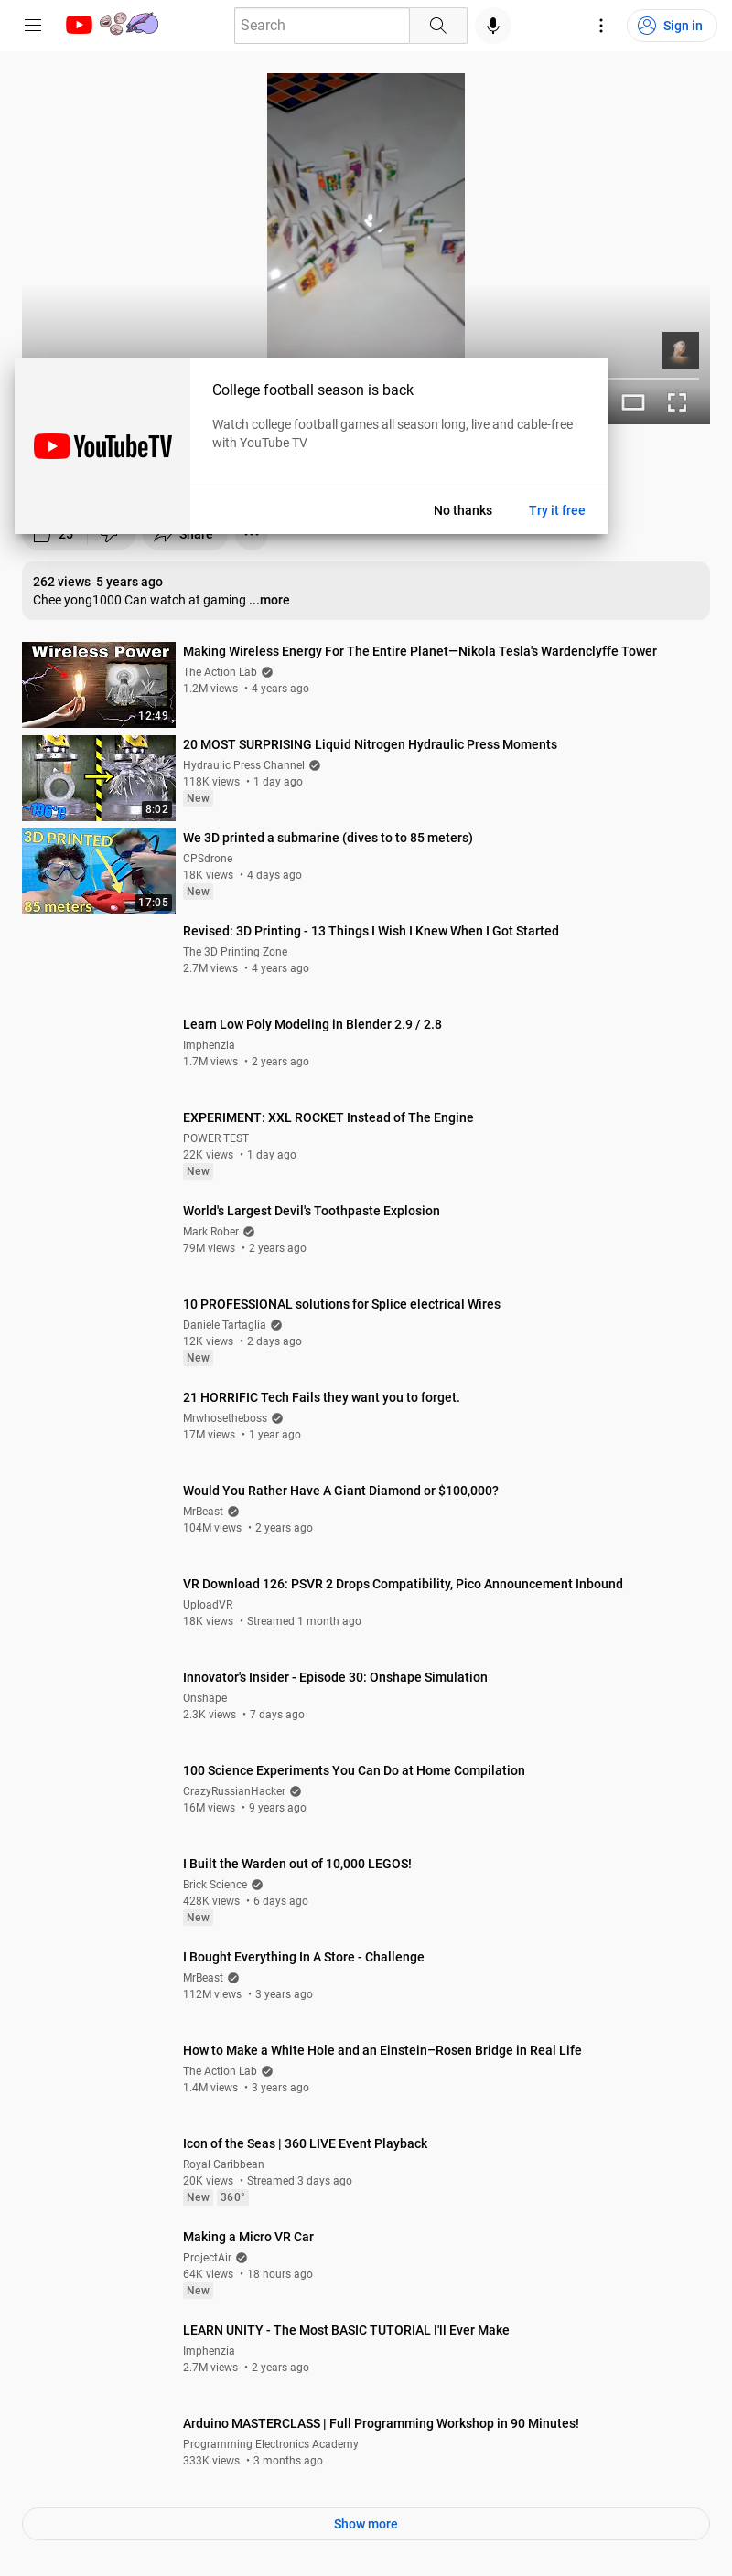 Search
Sign in
College football season is back
Watch college football games all season long, live and cable-free
with YouTube TV
YouTubeTV
No thanks
Try it free
25
Share
262 views 5 years ago
Chee yong1000 Can watch at gaming ...more
Wireless Power
12:49
Making Wireless Energy For The Entire Planet—Nikola Tesla's Wardenclyffe Tower
The Action Lab
1.2M views • 4 years ago
-196°c
8:02
20 MOST SURPRISING Liquid Nitrogen Hydraulic Press Moments
Hydraulic Press Channel
118K views • 1 day ago
New
3D PRINTED
85 meters
17:05
We 3D printed a submarine (dives to to 85 meters)
CPSdrone
18K views • 4 days ago
New
Revised: 3D Printing - 13 Things I Wish I Knew When I Got Started
The 3D Printing Zone
2.7M views • 4 years ago
Learn Low Poly Modeling in Blender 2.9 / 2.8
Imphenzia
1.7M views • 2 years ago
EXPERIMENT: XXL ROCKET Instead of The Engine
POWER TEST
22K views • 1 day ago
New
World's Largest Devil's Toothpaste Explosion
Mark Rober
79M views • 2 years ago
10 PROFESSIONAL solutions for Splice electrical Wires
Daniele Tartaglia
12K views • 2 days ago
New
21 HORRIFIC Tech Fails they want you to forget.
Mrwhosetheboss
17M views • 1 year ago
Would You Rather Have A Giant Diamond or $100,000?
MrBeast
104M views • 2 years ago
VR Download 126: PSVR 2 Drops Compatibility, Pico Announcement Inbound
UploadVR
18K views • Streamed 1 month ago
Innovator's Insider - Episode 30: Onshape Simulation
Onshape
2.3K views • 7 days ago
100 Science Experiments You Can Do at Home Compilation
CrazyRussianHacker
16M views • 9 years ago
I Built the Warden out of 10,000 LEGOS!
Brick Science
428K views • 6 days ago
New
I Bought Everything In A Store - Challenge
MrBeast
112M views • 3 years ago
How to Make a White Hole and an Einstein–Rosen Bridge in Real Life
The Action Lab
1.4M views • 3 years ago
Icon of the Seas | 360 LIVE Event Playback
Royal Caribbean
20K views • Streamed 3 days ago
New 360°
Making a Micro VR Car
ProjectAir
64K views • 18 hours ago
New
LEARN UNITY - The Most BASIC TUTORIAL I'll Ever Make
Imphenzia
2.7M views • 2 years ago
Arduino MASTERCLASS | Full Programming Workshop in 90 Minutes!
Programming Electronics Academy
333K views • 3 months ago
Show more